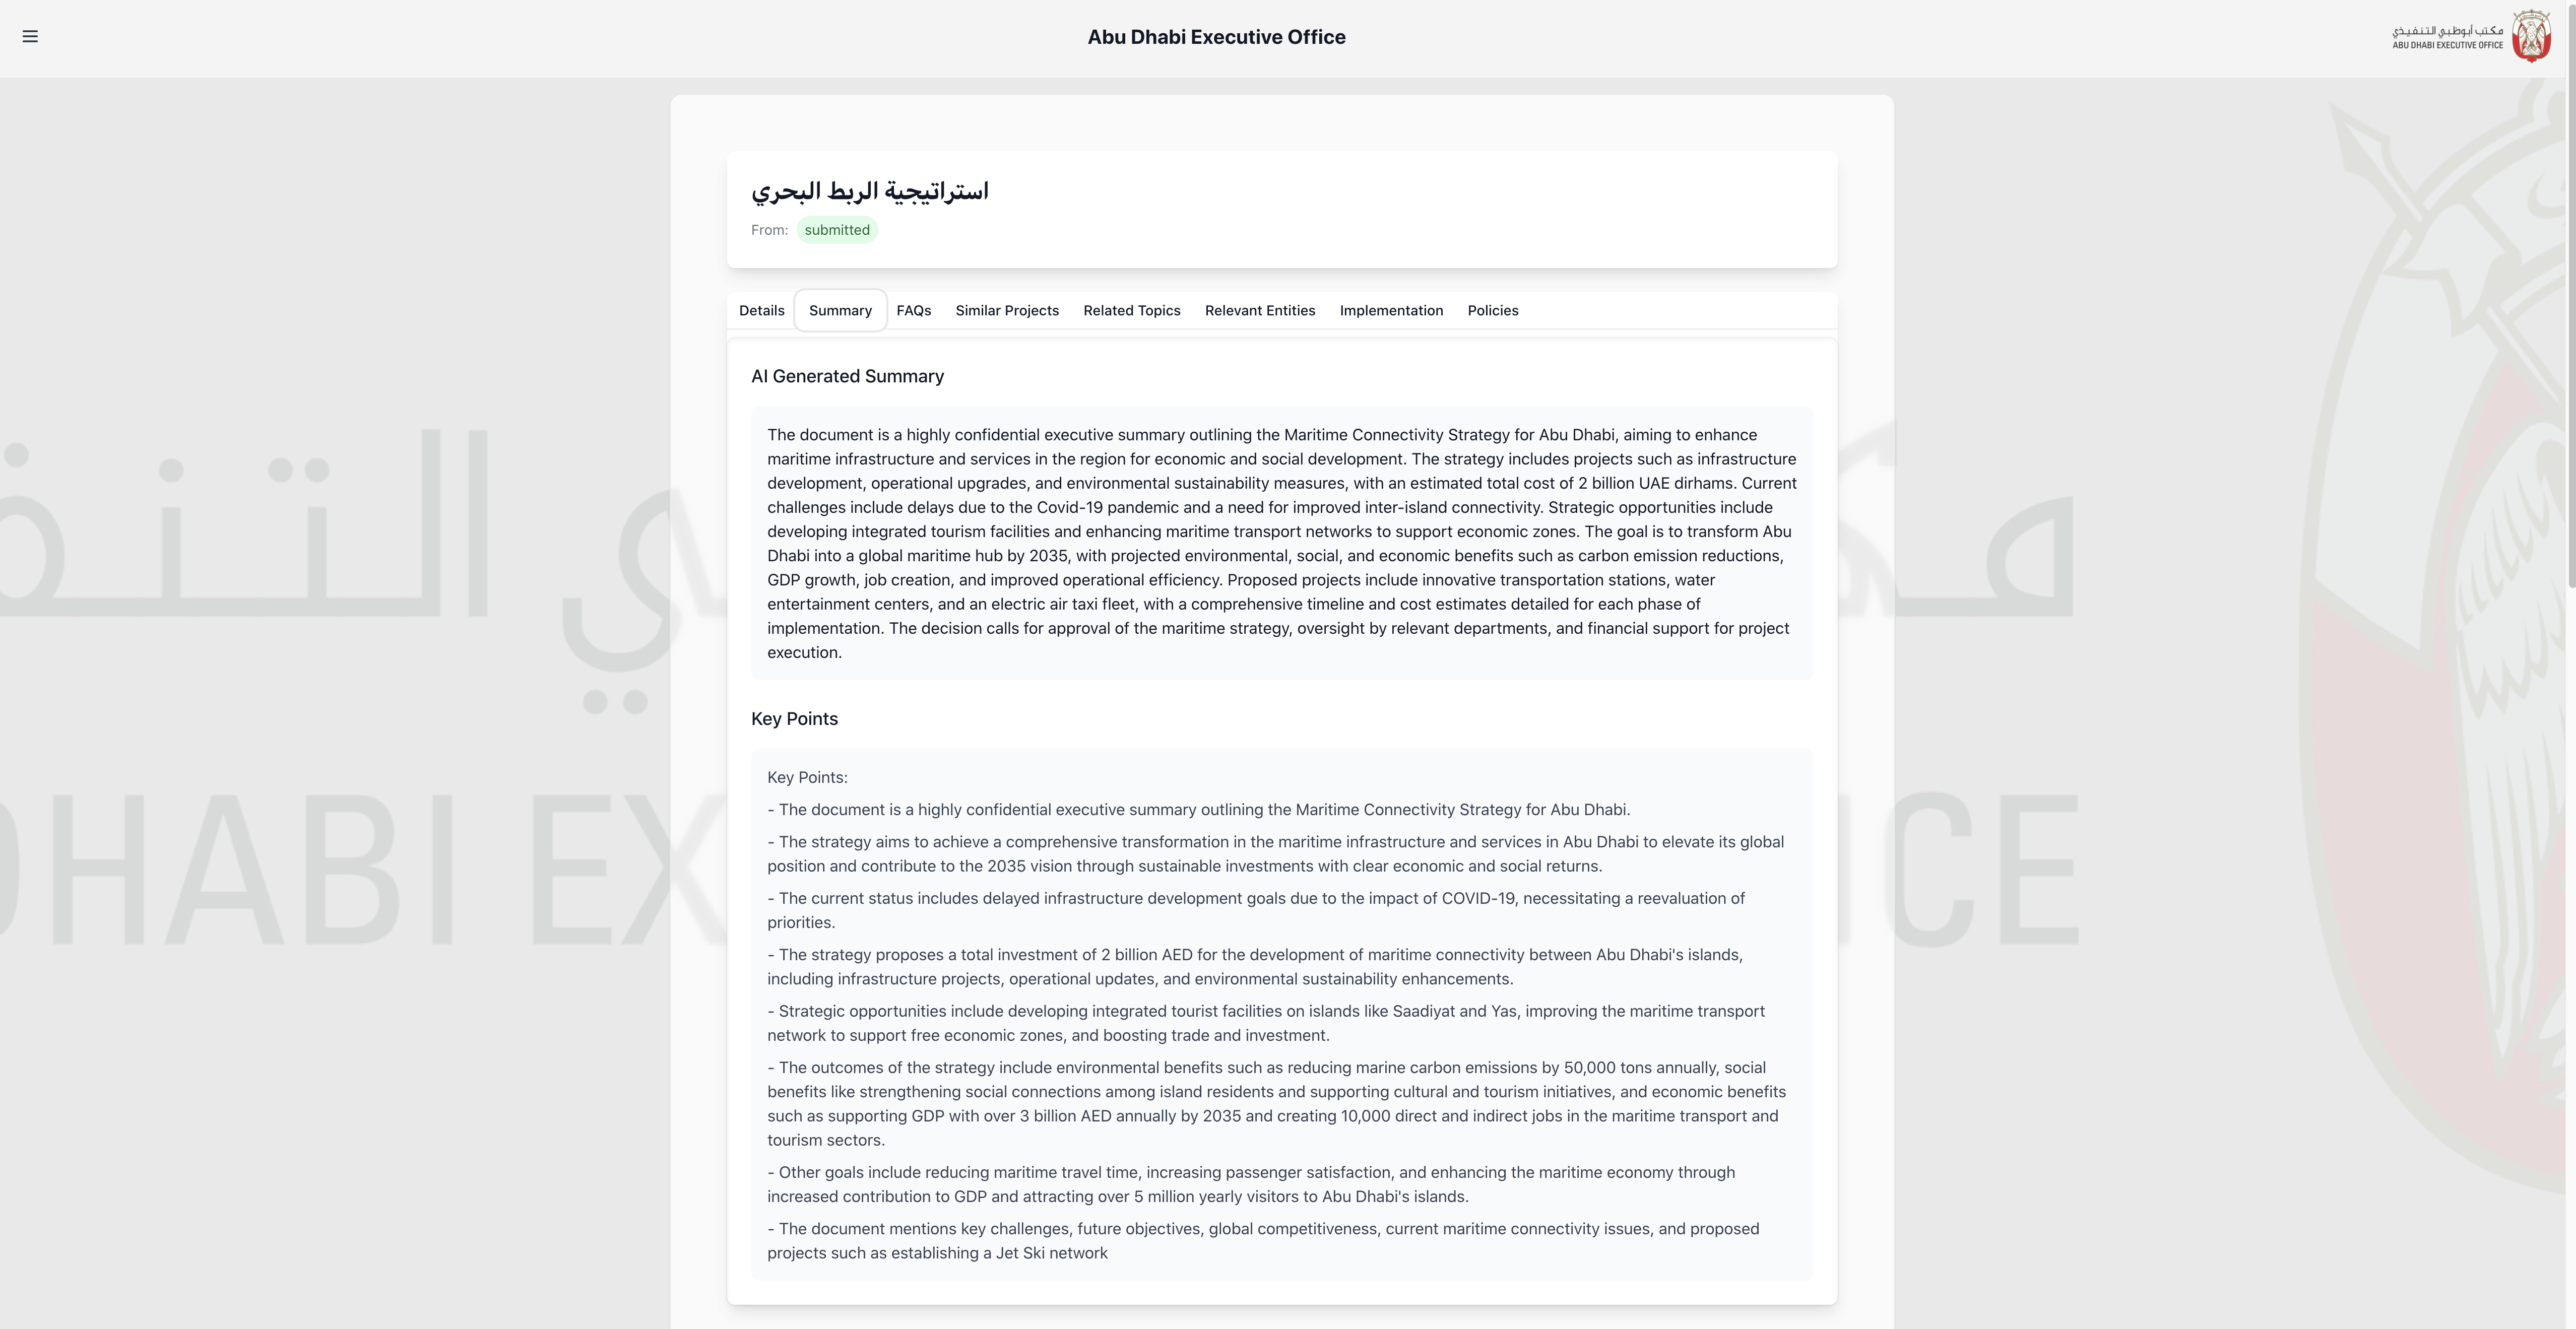 Abu Dhabi Executive Office
مكتب أبوظبي التنفيذي
ABU DHABI EXECUTIVE OFFICE
استراتيجية الربط البحري
From: submitted
Details Summary FAQs Similar Projects Related Topics Relevant Entities Implementation Policies
AI Generated Summary
The document is a highly confidential executive summary outlining the Maritime Connectivity Strategy for Abu Dhabi, aiming to enhance
maritime infrastructure and services in the region for economic and social development. The strategy includes projects such as infrastructure
development, operational upgrades, and environmental sustainability measures, with an estimated total cost of 2 billion UAE dirhams. Current
challenges include delays due to the Covid-19 pandemic and a need for improved inter-island connectivity. Strategic opportunities include
developing integrated tourism facilities and enhancing maritime transport networks to support economic zones. The goal is to transform Abu
Dhabi into a global maritime hub by 2035, with projected environmental, social, and economic benefits such as carbon emission reductions,
GDP growth, job creation, and improved operational efficiency. Proposed projects include innovative transportation stations, water
entertainment centers, and an electric air taxi fleet, with a comprehensive timeline and cost estimates detailed for each phase of
implementation. The decision calls for approval of the maritime strategy, oversight by relevant departments, and financial support for project
execution.
Key Points
Key Points:
- The document is a highly confidential executive summary outlining the Maritime Connectivity Strategy for Abu Dhabi.
- The strategy aims to achieve a comprehensive transformation in the maritime infrastructure and services in Abu Dhabi to elevate its global
position and contribute to the 2035 vision through sustainable investments with clear economic and social returns.
- The current status includes delayed infrastructure development goals due to the impact of COVID-19, necessitating a reevaluation of
priorities.
- The strategy proposes a total investment of 2 billion AED for the development of maritime connectivity between Abu Dhabi's islands,
including infrastructure projects, operational updates, and environmental sustainability enhancements.
- Strategic opportunities include developing integrated tourist facilities on islands like Saadiyat and Yas, improving the maritime transport
network to support free economic zones, and boosting trade and investment.
- The outcomes of the strategy include environmental benefits such as reducing marine carbon emissions by 50,000 tons annually, social
benefits like strengthening social connections among island residents and supporting cultural and tourism initiatives, and economic benefits
such as supporting GDP with over 3 billion AED annually by 2035 and creating 10,000 direct and indirect jobs in the maritime transport and
tourism sectors.
- Other goals include reducing maritime travel time, increasing passenger satisfaction, and enhancing the maritime economy through
increased contribution to GDP and attracting over 5 million yearly visitors to Abu Dhabi's islands.
- The document mentions key challenges, future objectives, global competitiveness, current maritime connectivity issues, and proposed
projects such as establishing a Jet Ski network